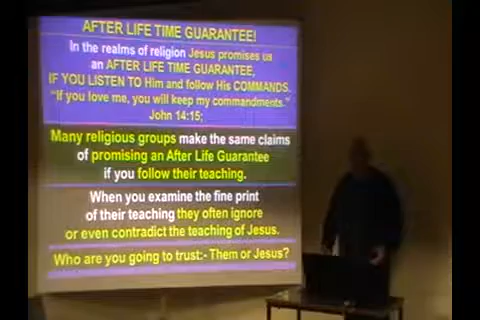 AFTER LIFE TIME GUARANTEE!
In the realms of religion Jesus promises us
an AFTER LIFE TIME GUARANTEE,
IF YOU LISTEN TO Him and follow His COMMANDS.
"If you love me, you will keep my commandments."
John 14:15;
Many religious groups make the same claims
of promising an After Life Guarantee
if you follow their teaching.
When you examine the fine print
of their teaching they often ignore
or even contradict the teaching of Jesus.
Who are you going to trust:- Them or Jesus?